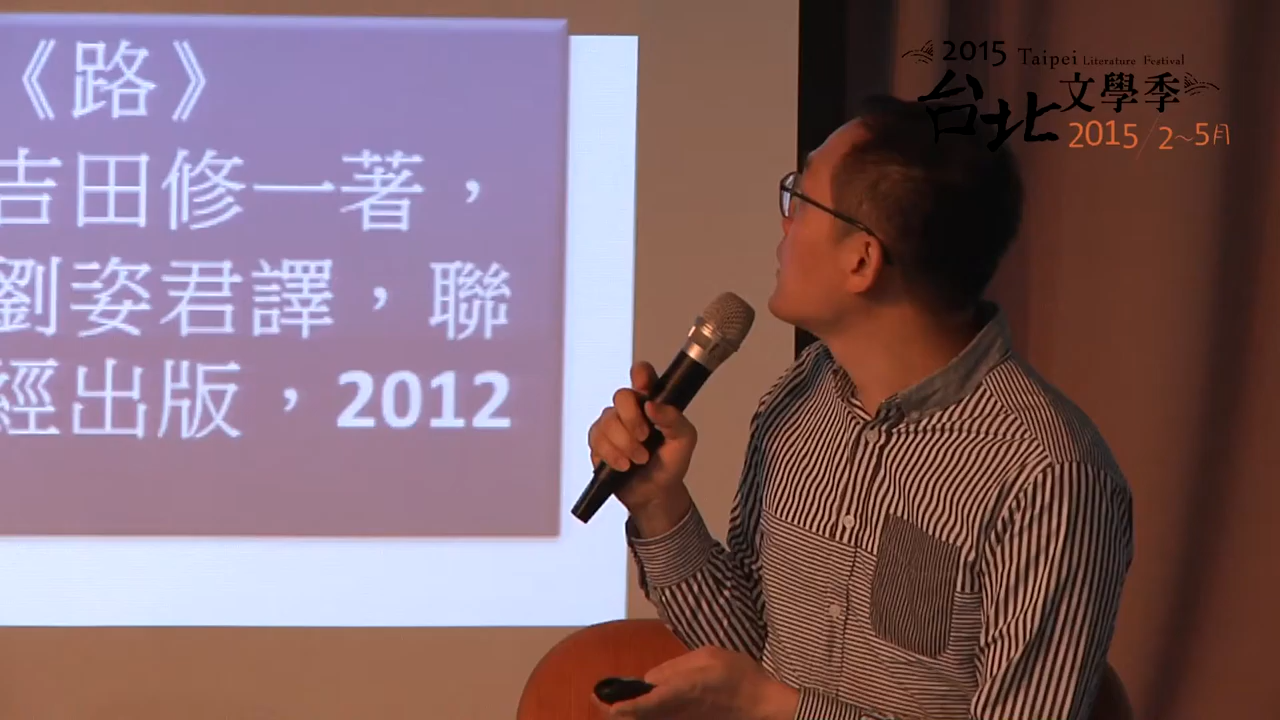 《路》
吉田修一著，
劉姿君譯，聯
經出版，2012
2015 Taipei Literature Festival
台北文學季
2015/2~5月